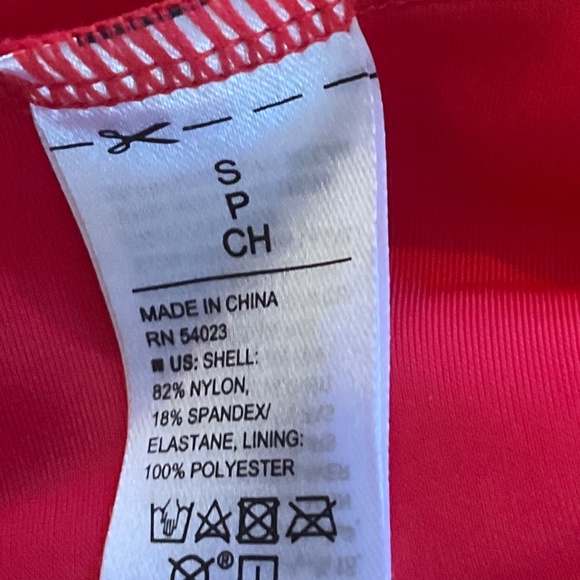 S
P
CH
MADE IN CHINA
RN 54023
■ US: SHELL:
82% NYLON,
18% SPANDEX/
ELASTANE, LINING:
100% POLYESTER
®